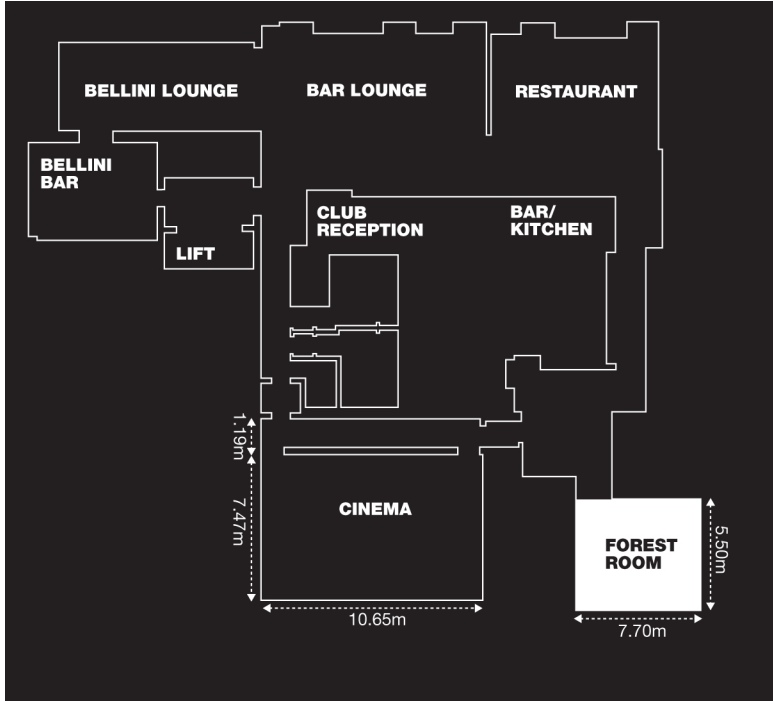 BELLINI LOUNGE
BAR LOUNGE
RESTAURANT
BELLINI
BAR
CLUB
RECEPTION
BAR/
KITCHEN
LIFT
1.19m
7.47m
CINEMA
10.65m
FOREST
ROOM
5.50m
7.70m